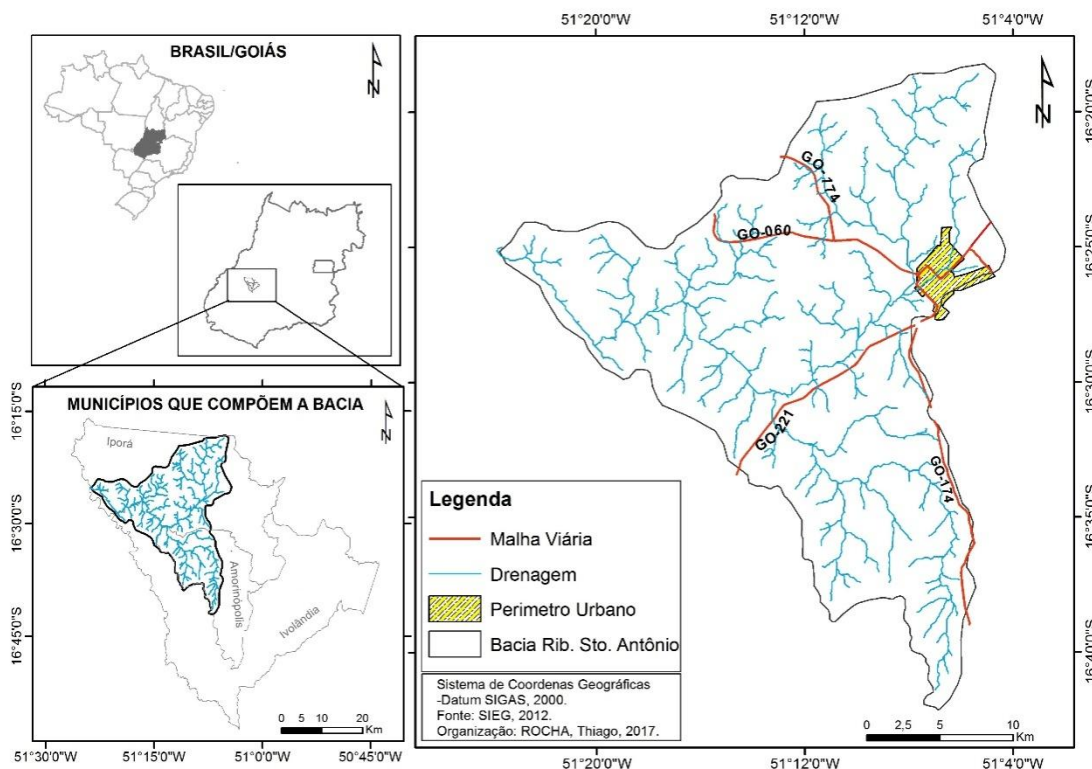 BRASIL/GOIÁS
N
MUNICÍPIOS QUE COMPÕEM A BACIA
N
Iporá
Amorinópolis
Ivolândia
0 5 10 20
Km
16°15'0"S
16°30'0"S
16°45'0"S
51°30'0"W 51°15'0"W 51°0'0"W 50°45'0"W
51°20'0"W 51°12'0"W 51°4'0"W
N
GO-174
GO-060
GO-221
GO-174
16°20'0"S
16°25'0"S
16°30'0"S
16°35'0"S
16°40'0"S
Legenda
Malha Viária
Drenagem
Perimetro Urbano
Bacia Rib. Sto. Antônio
Sistema de Coordenas Geográficas
-Datum SIGAS, 2000.
Fonte: SIEG, 2012.
Organização: ROCHA, Thiago, 2017.
0 2,5 5 10
Km
51°20'0"W 51°12'0"W 51°4'0"W